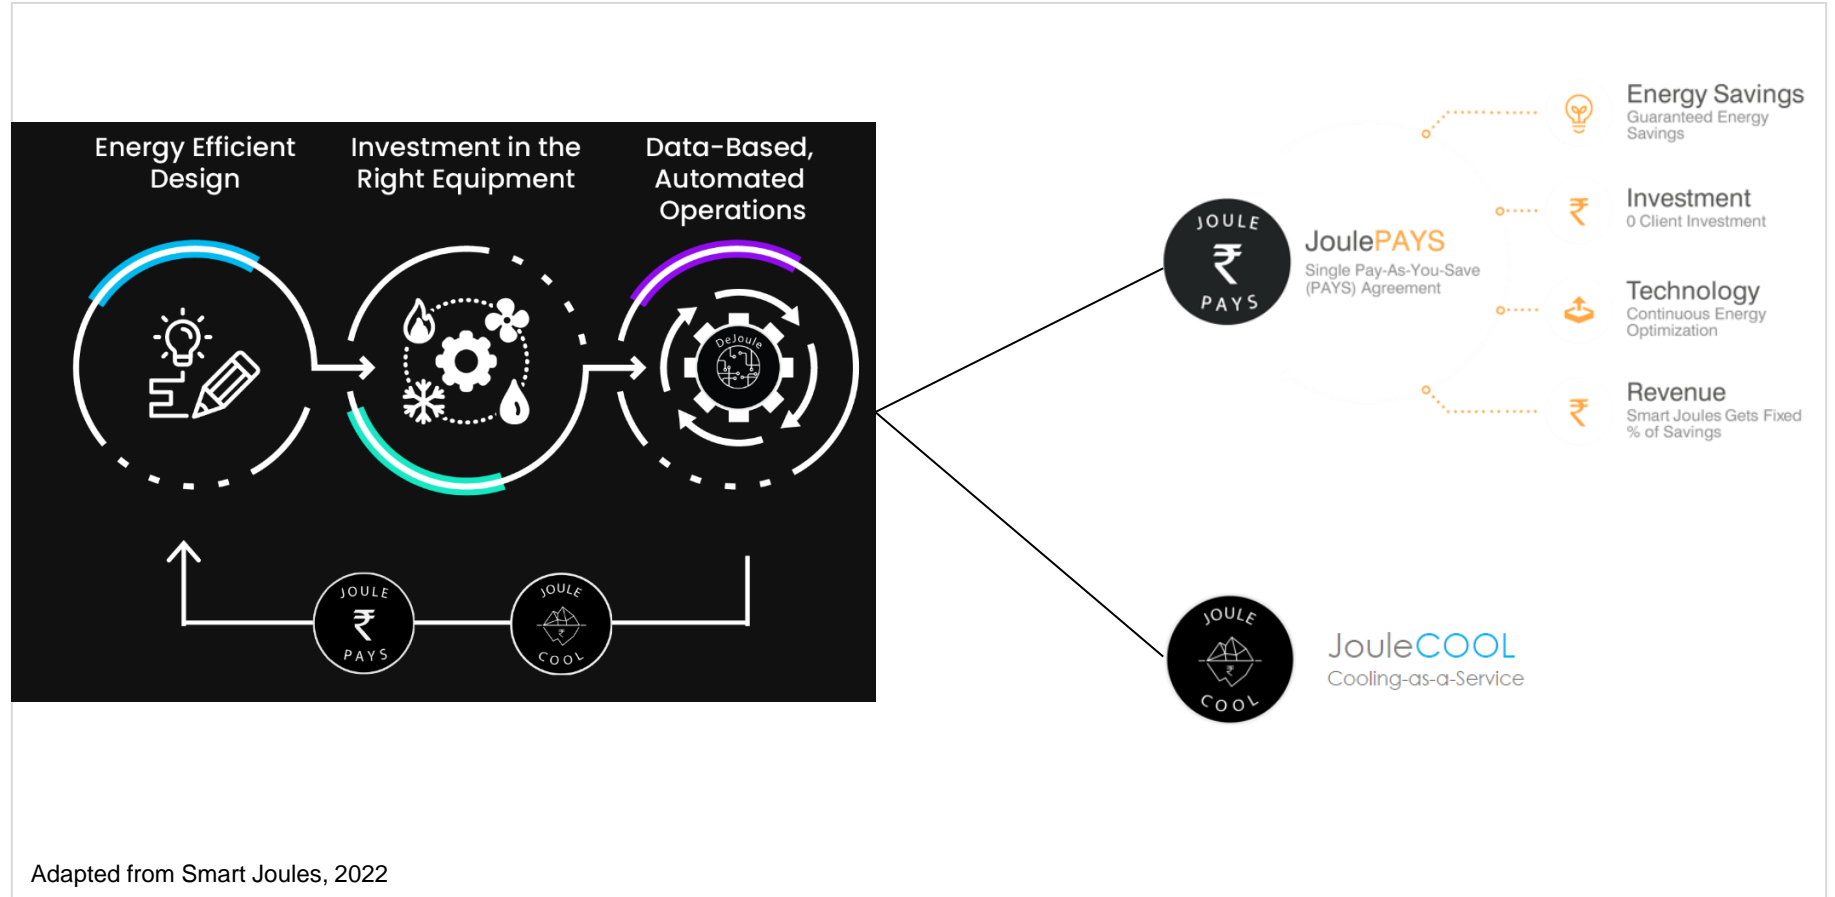 Energy Efficient
Design
Investment in the
Right Equipment
Data-Based,
Automated
Operations
DeJoule
JOULE
₹
PAYS
JOULE
₹
COOL
JOULE
₹
PAYS
JoulePAYS
Single Pay-As-You-Save
(PAYS) Agreement
Energy Savings
Guaranteed Energy
Savings
₹
Investment
0 Client Investment
Technology
Continuous Energy
Optimization
₹
Revenue
Smart Joules Gets Fixed
% of Savings
JOULE
₹
COOL
JouleCOOL
Cooling-as-a-Service
Adapted from Smart Joules, 2022